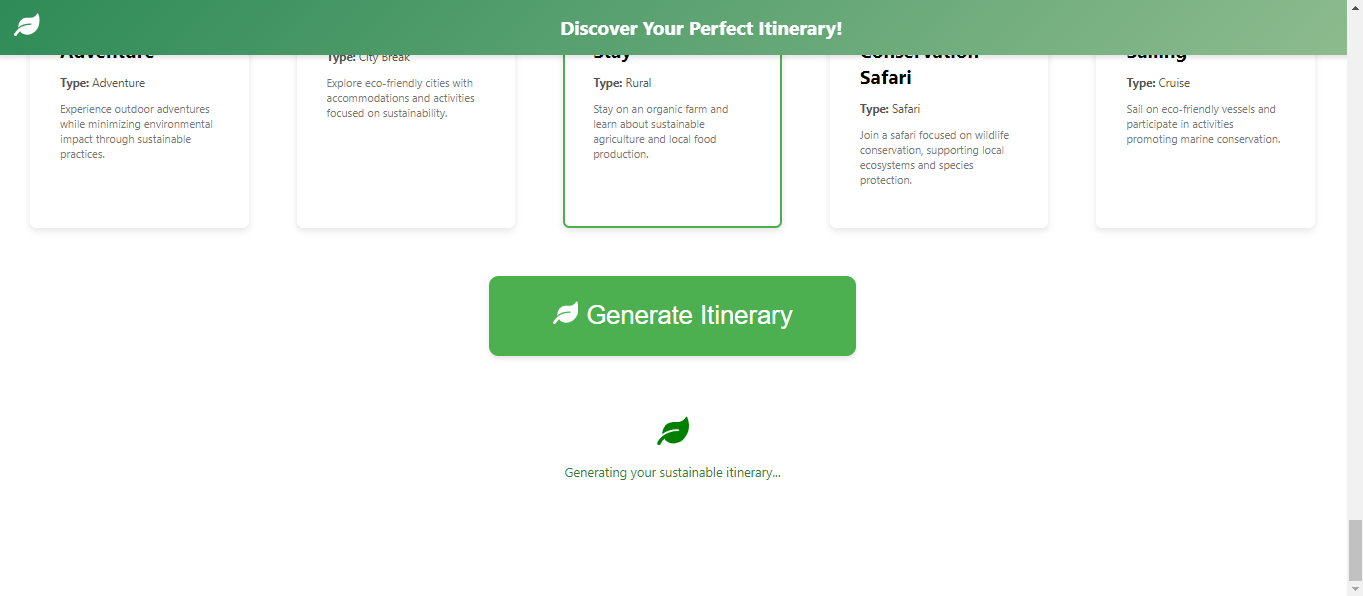 Discover Your Perfect Itinerary!
Adventure
Type: Adventure
Experience outdoor adventures
while minimizing environmental
impact through sustainable
practices.
Type: City Break
Explore eco-friendly cities with
accommodations and activities
focused on sustainability.
Stay
Type: Rural
Stay on an organic farm and
learn about sustainable
agriculture and local food
production.
Conservation
Safari
Type: Safari
Join a safari focused on wildlife
conservation, supporting local
ecosystems and species
protection.
Sailing
Type: Cruise
Sail on eco-friendly vessels and
participate in activities
promoting marine conservation.
Generate Itinerary
Generating your sustainable itinerary...